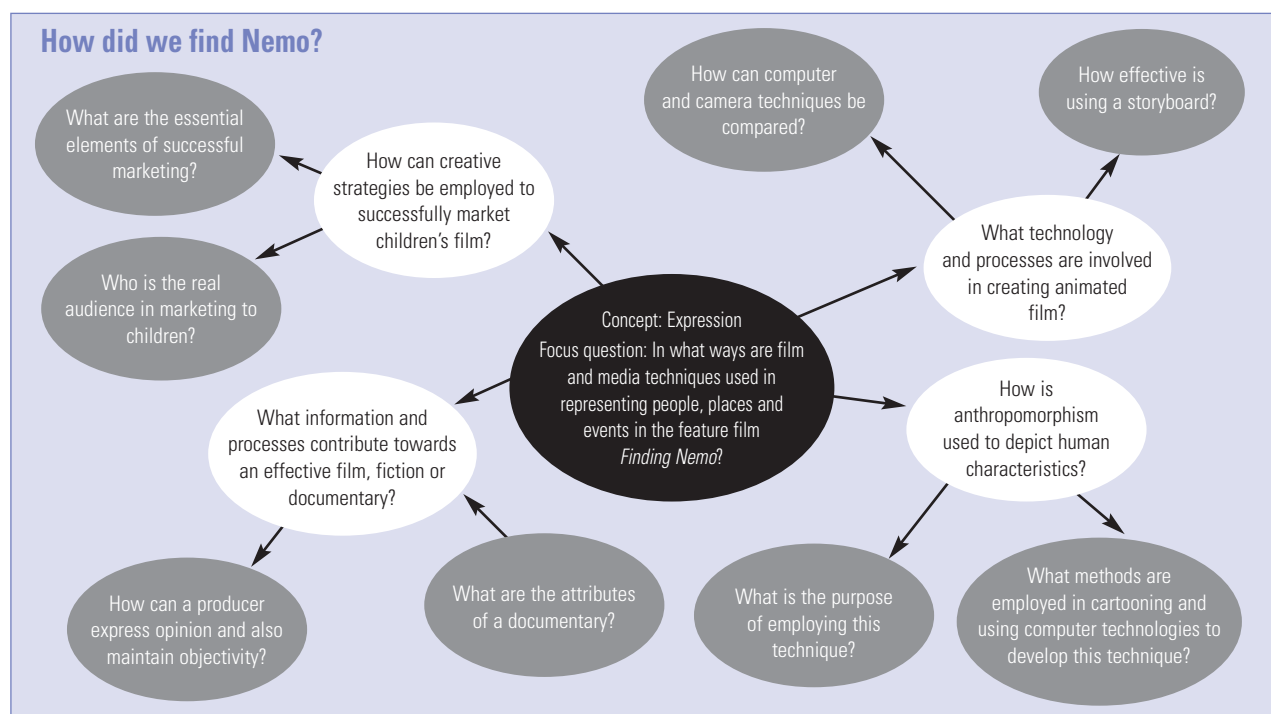 How did we find Nemo?
What are the essential
elements of successful
marketing?
How can creative
strategies be employed to
successfully market
children's film?
Who is the real
audience in marketing to
children?
How can computer
and camera techniques be
compared?
How effective is
using a storyboard?
What technology
and processes are involved
in creating animated
film?
Concept: Expression
Focus question: In what ways are film
and media techniques used in
representing people, places and
events in the feature film
Finding Nemo?
How is
anthropomorphism
used to depict human
characteristics?
What information and
processes contribute towards
an effective film, fiction or
documentary?
How can a producer
express opinion and also
maintain objectivity?
What are the attributes
of a documentary?
What is the purpose
of employing this
technique?
What methods are
employed in cartooning and
using computer technologies to
develop this technique?